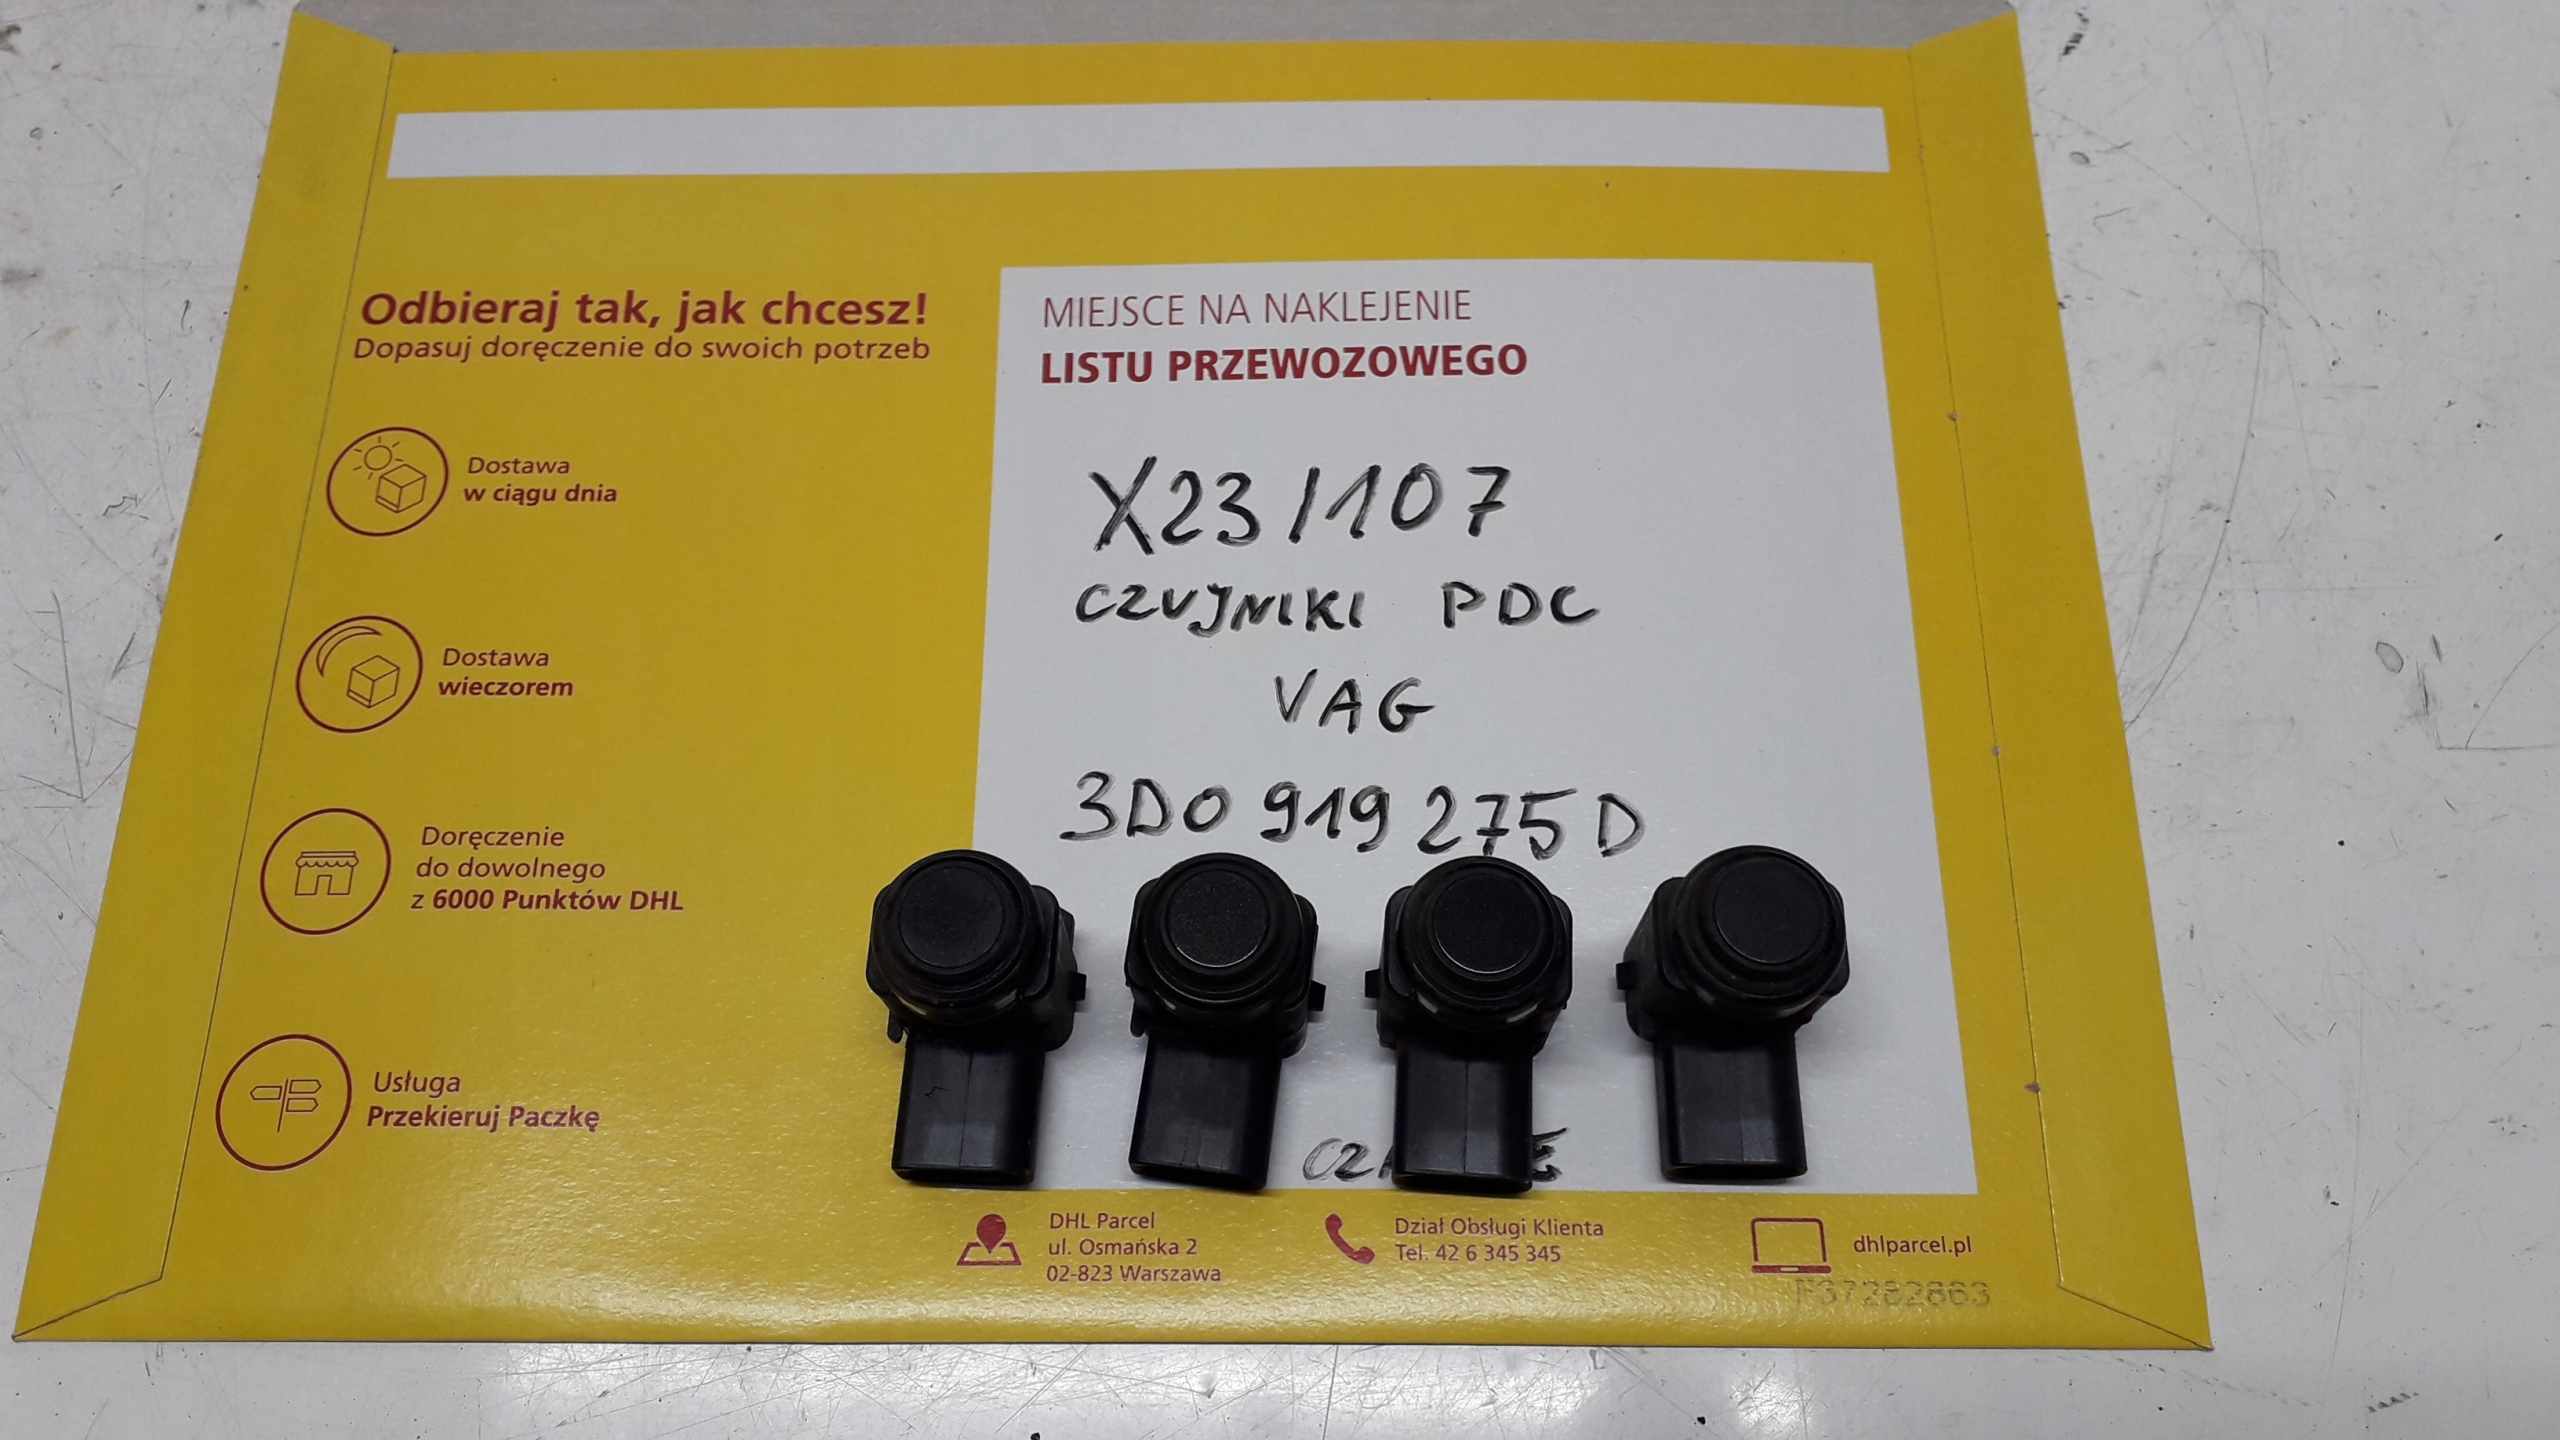 Odbieraj tak, jak chcesz!
Dopasuj doręczenie do swoich potrzeb
Dostawa
w ciągu dnia
Dostawa
wieczorem
Doręczenie
do dowolnego
z 6000 Punktów DHL
Usługa
Przekieruj Paczkę
MIEJSCE NA NAKLEJENIE
LISTU PRZEWOZOWEGO
X23/107
CZUJNIKI PDC
VAG
3D0 919 275 D
DHL Parcel
ul. Osmańska 2
02-823 Warszawa
Dział Obsługi Klienta
Tel. 42 6 345 345
dhlparcel.pl